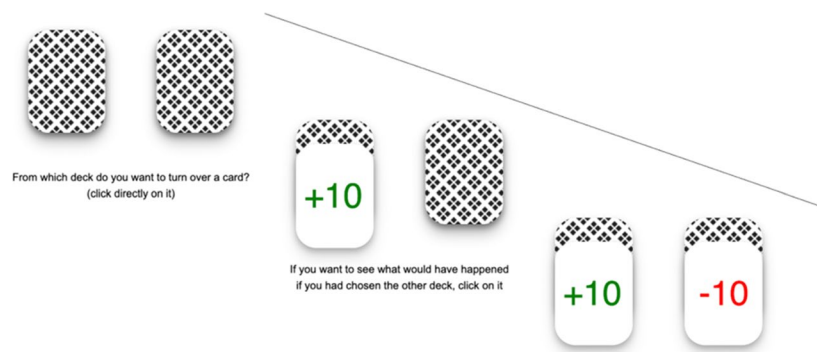 From which deck do you want to turn over a card?
(click directly on it)
+10
If you want to see what would have happened
if you had chosen the other deck, click on it
+10
-10